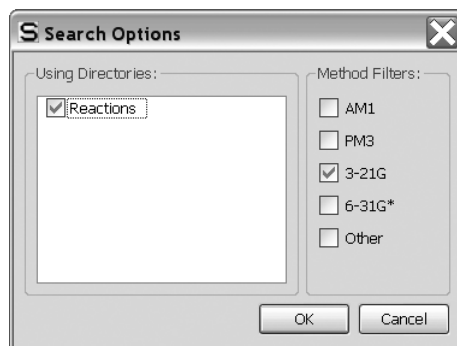 S Search Options
Using Directories:
Reactions
Method Filters:
AM1
PM3
3-21G
6-31G*
Other
OK
Cancel